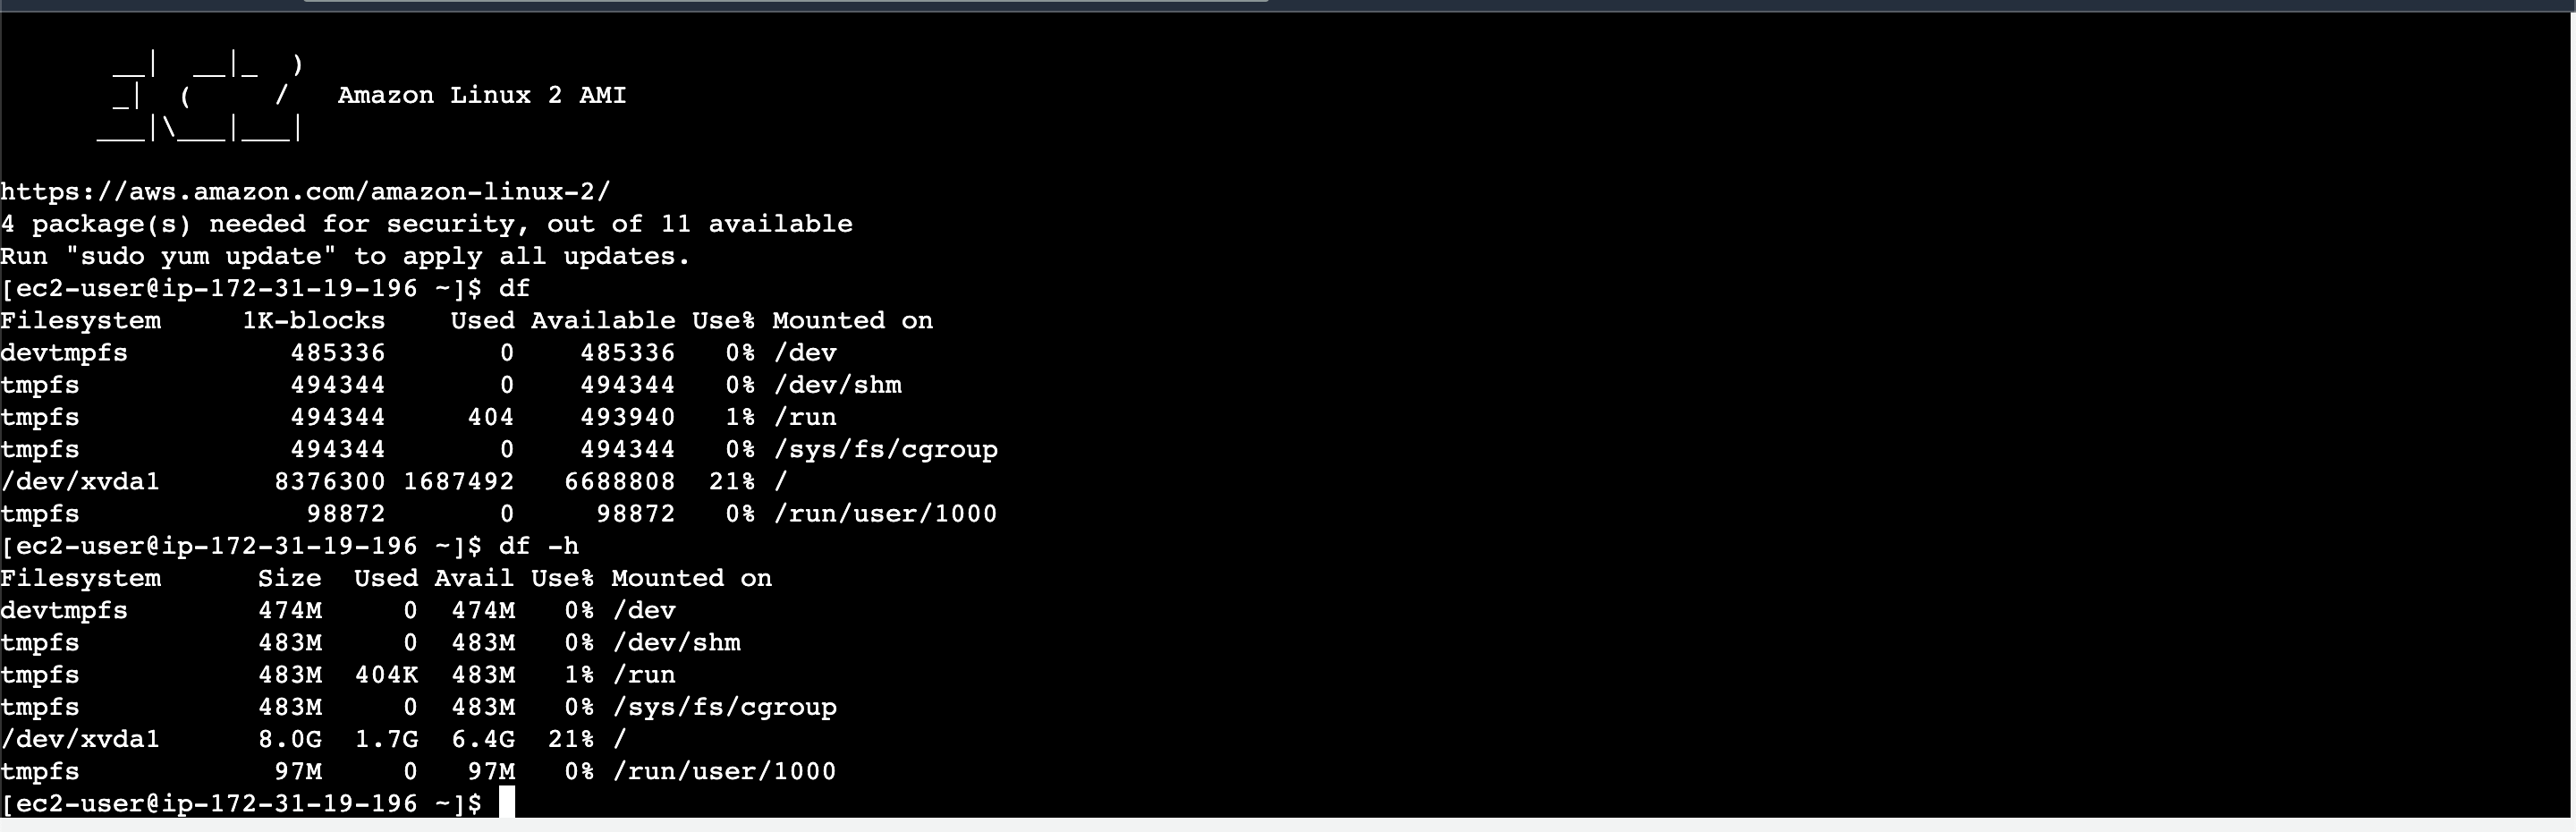 __|  __|_  )
       _|  (     /   Amazon Linux 2 AMI
      ___|\___|___|
https://aws.amazon.com/amazon-linux-2/
4 package(s) needed for security, out of 11 available
Run "sudo yum update" to apply all updates.
[ec2-user@ip-172-31-19-196 ~]$ df
Filesystem     1K-blocks    Used Available Use% Mounted on
devtmpfs          485336       0    485336   0% /dev
tmpfs             494344       0    494344   0% /dev/shm
tmpfs             494344     404    493940   1% /run
tmpfs             494344       0    494344   0% /sys/fs/cgroup
/dev/xvda1       8376300 1687492   6688808  21% /
tmpfs              98872       0     98872   0% /run/user/1000
[ec2-user@ip-172-31-19-196 ~]$ df -h
Filesystem      Size  Used Avail Use% Mounted on
devtmpfs        474M     0  474M   0% /dev
tmpfs           483M     0  483M   0% /dev/shm
tmpfs           483M  404K  483M   1% /run
tmpfs           483M     0  483M   0% /sys/fs/cgroup
/dev/xvda1      8.0G  1.7G  6.4G  21% /
tmpfs            97M     0   97M   0% /run/user/1000
[ec2-user@ip-172-31-19-196 ~]$